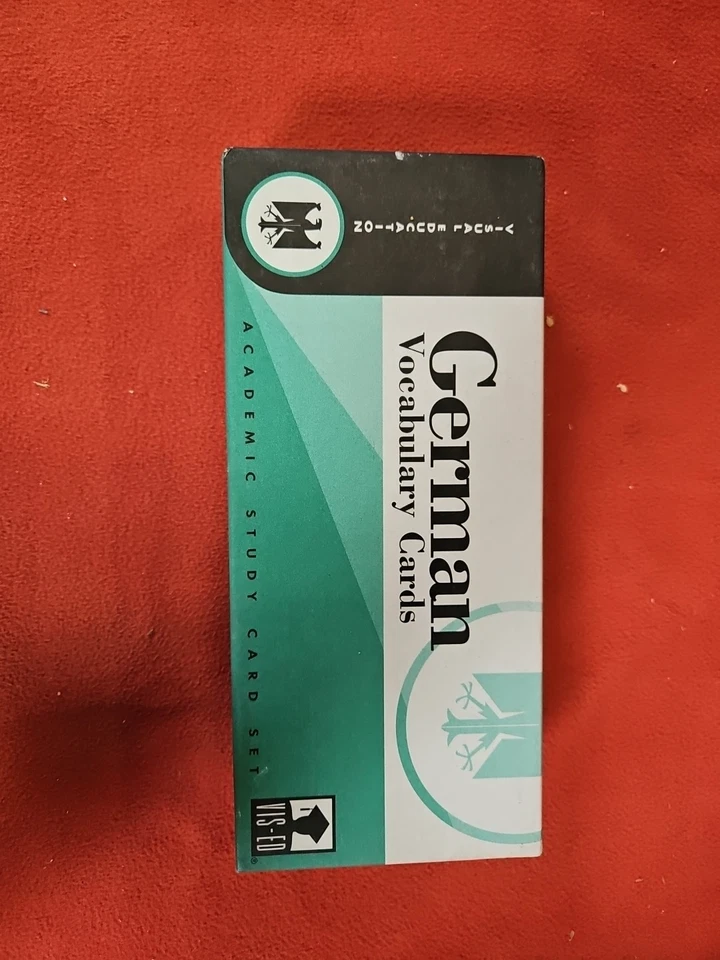 VISUAL EDUCATION
German
Vocabulary Cards
ACADEMIC STUDY CARD SET
VIS-ED
®